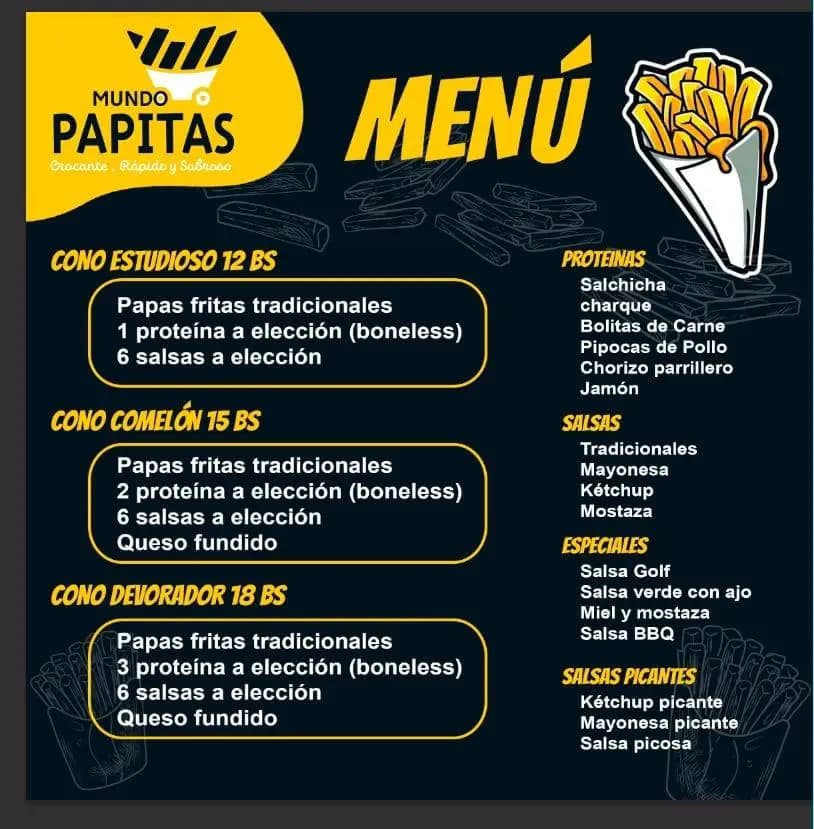 MUNDO
PAPITAS
Crocante . Rápido y Sabroso
MENÚ
CONO ESTUDIOSO 12 BS
Papas fritas tradicionales
1 proteína a elección (boneless)
6 salsas a elección
CONO COMELÓN 15 BS
Papas fritas tradicionales
2 proteína a elección (boneless)
6 salsas a elección
Queso fundido
CONO DEVORADOR 18 BS
Papas fritas tradicionales
3 proteína a elección (boneless)
6 salsas a elección
Queso fundido
PROTEINAS
Salchicha
charque
Bolitas de Carne
Pipocas de Pollo
Chorizo parrillero
Jamón
SALSAS
Tradicionales
Mayonesa
Kétchup
Mostaza
ESPECIALES
Salsa Golf
Salsa verde con ajo
Miel y mostaza
Salsa BBQ
SALSAS PICANTES
Kétchup picante
Mayonesa picante
Salsa picosa